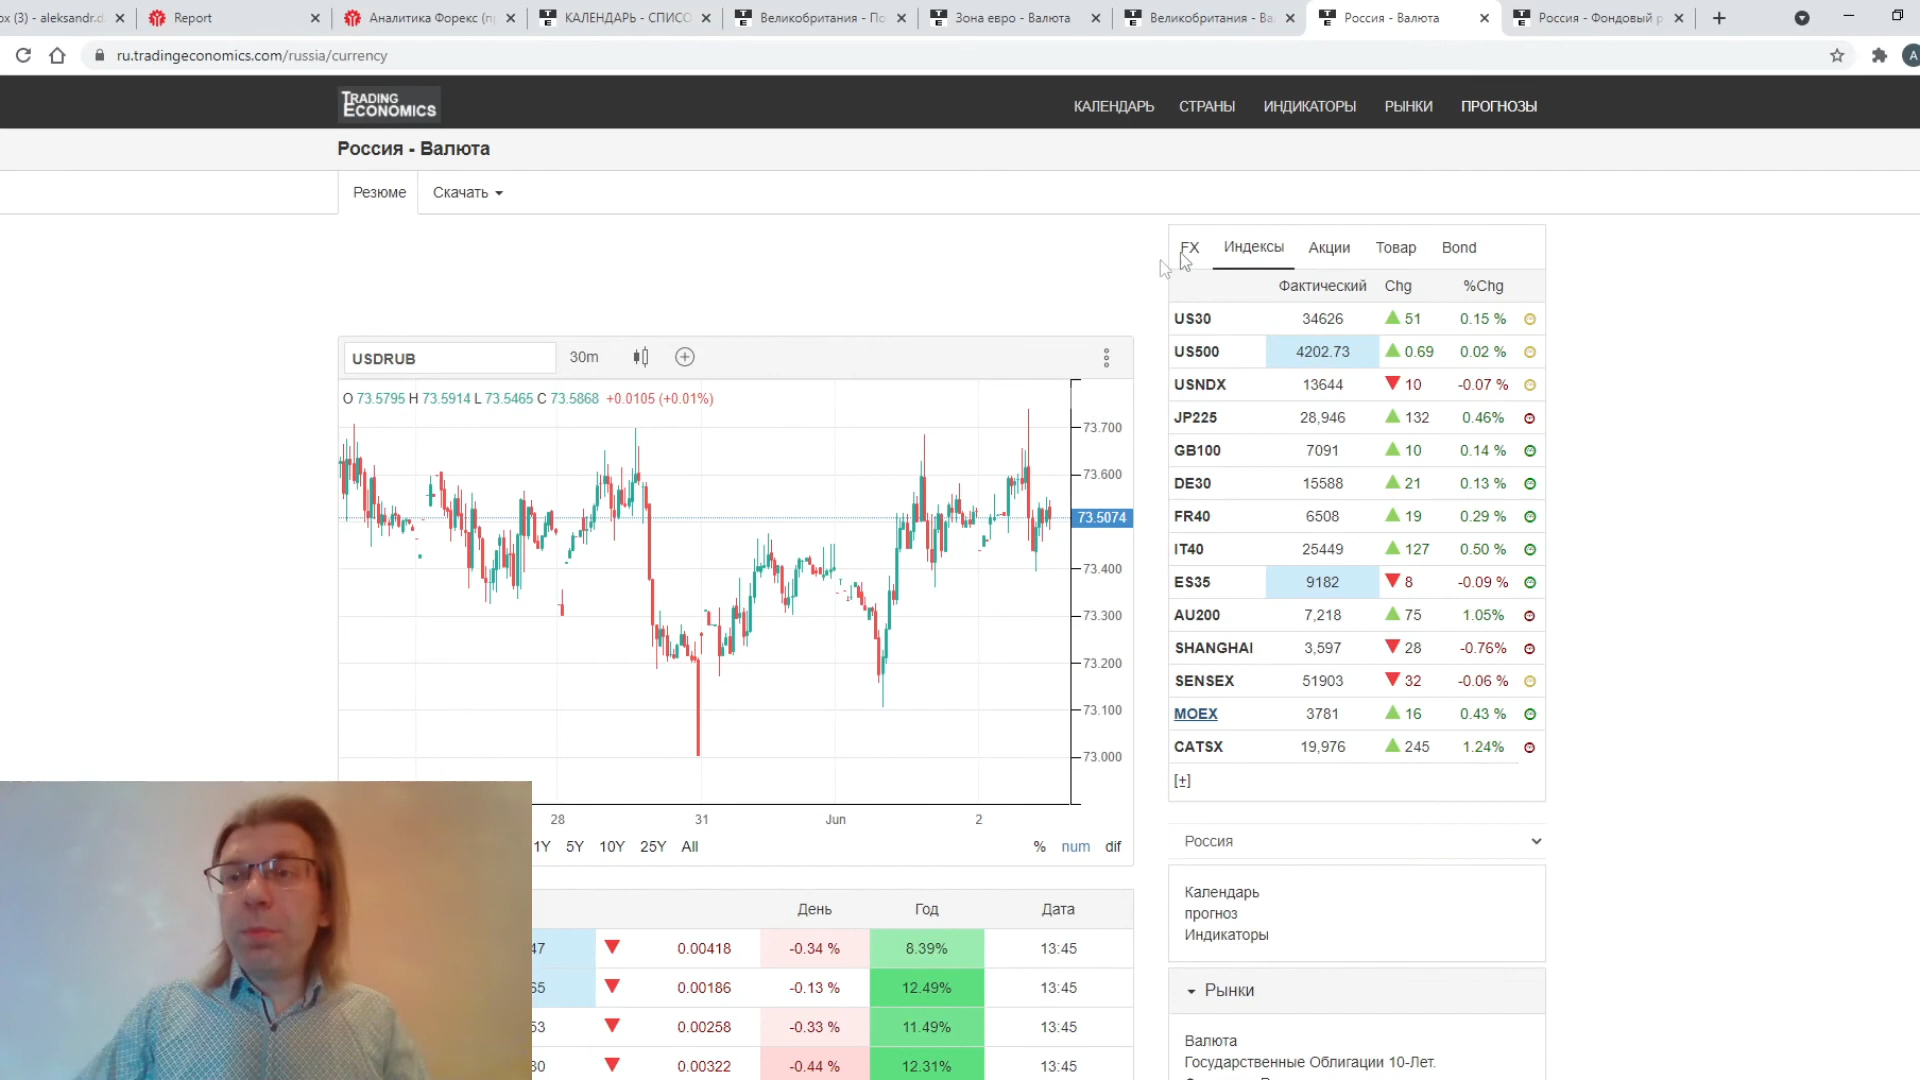 ox (3) - aleksandr.d
Report
Аналитика Форекс (п
КАЛЕНДАРЬ - СПИСО
Великобритания - По
Зона евро - Валюта
Великобритания - Ва
Россия - Валюта
Россия - Фондовый р
ru.tradingeconomics.com/russia/currency
A
TRADING
ECONOMICS
КАЛЕНДАРЬ СТРАНЫ ИНДИКАТОРЫ РЫНКИ ПРОГНОЗЫ
Россия - Валюта
Резюме Скачать
FX Индексы Акции Товар Bond
Фактический Chg %Chg
US30 34626 51 0.15 %
US500 4202.73 0.69 0.02 %
USNDX 13644 10 -0.07 %
JP225 28,946 132 0.46%
GB100 7091 10 0.14 %
DE30 15588 21 0.13 %
FR40 6508 19 0.29 %
IT40 25449 127 0.50 %
ES35 9182 8 -0.09 %
AU200 7,218 75 1.05%
SHANGHAI 3,597 28 -0.76%
SENSEX 51903 32 -0.06 %
MOEX 3781 16 0.43 %
CATSX 19,976 245 1.24%
[±]
USDRUB 30m
O 73.5795 H 73.5914 L 73.5465 C 73.5868 +0.0105 (+0.01%)
73.700
73.600
73.5074
73.400
73.300
73.200
73.100
73.000
28 31 Jun 2
1Y 5Y 10Y 25Y All % num dif
День Год Дата
47 0.00418 -0.34 % 8.39% 13:45
65 0.00186 -0.13 % 12.49% 13:45
53 0.00258 -0.33 % 11.49% 13:45
30 0.00322 -0.44 % 12.31% 13:45
Россия
Календарь
прогноз
Индикаторы
Рынки
Валюта
Государственные Облигации 10-Лет.